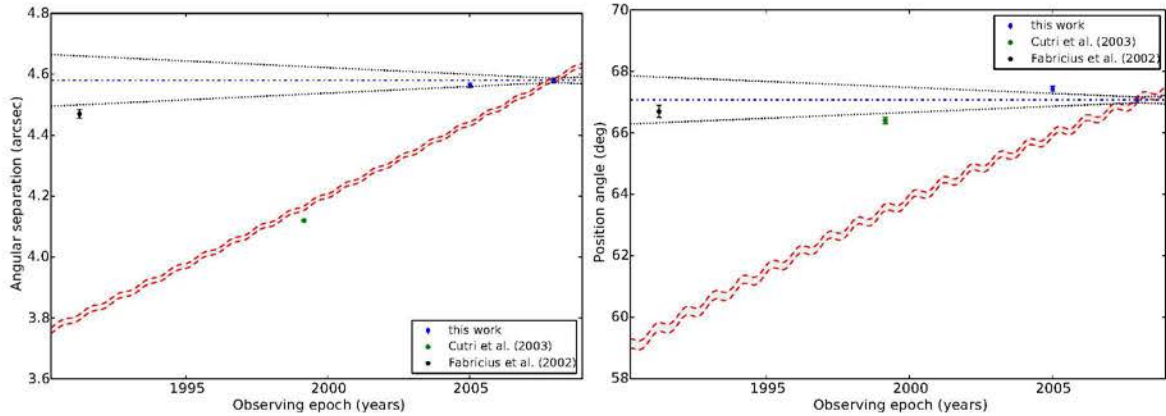 4.8
4.6
4.4
4.2
4.0
3.8
3.6
Angular separation (arcsec)
1995
2000
2005
Observing epoch (years)
this work
Cutri et al. (2003)
Fabricius et al. (2002)
70
68
66
64
62
60
58
Position angle (deg)
1995
2000
2005
Observing epoch (years)
this work
Cutri et al. (2003)
Fabricius et al. (2002)